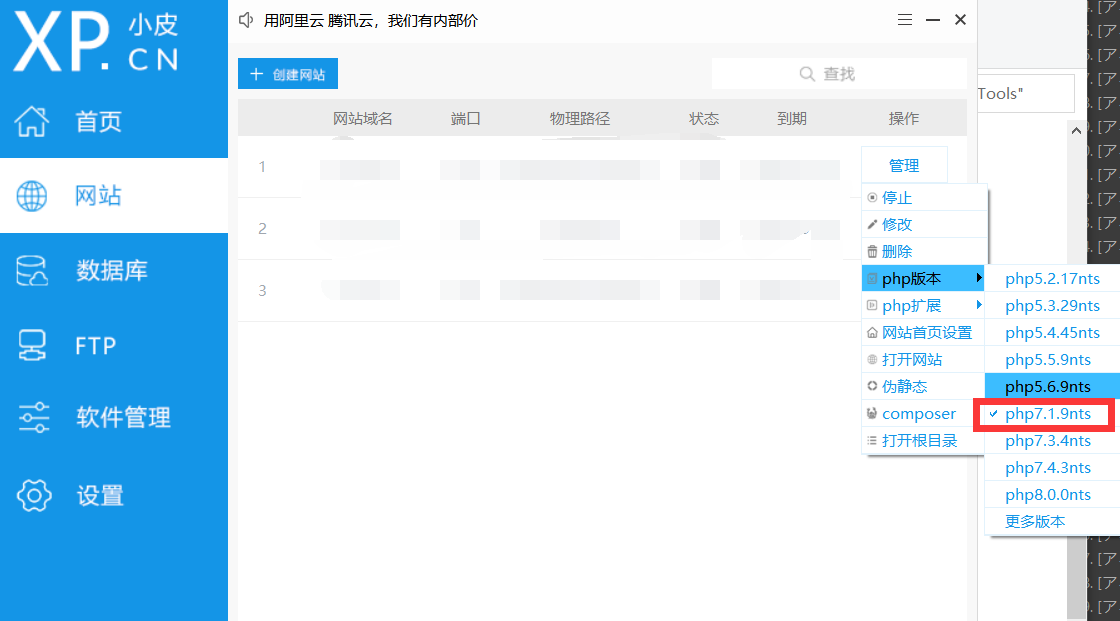 XP.小皮CN
用阿里云 腾讯云，我们有内部价
首页
网站
数据库
FTP
软件管理
设置
创建网站
查找
网站域名 端口 物理路径 状态 到期 操作
1
2
3
管理
停止
修改
删除
php版本
php扩展
网站首页设置
打开网站
伪静态
composer
打开根目录
php5.2.17nts
php5.3.29nts
php5.4.45nts
php5.5.9nts
php5.6.9nts
php7.1.9nts
php7.3.4nts
php7.4.3nts
php8.0.0nts
更多版本
Tools"